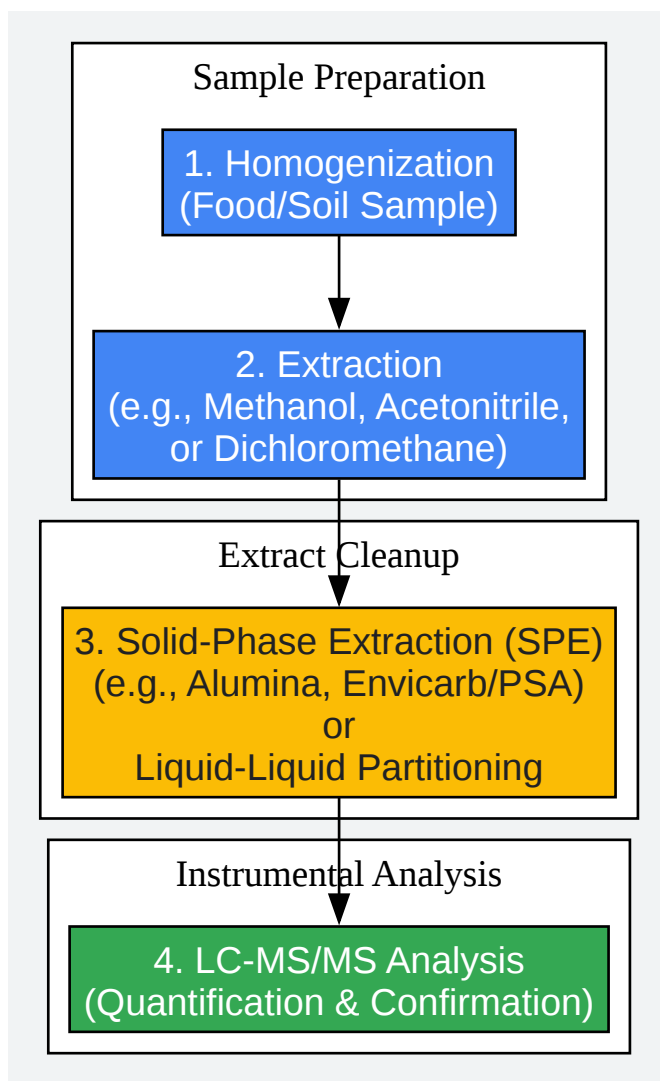 Sample Preparation
1. Homogenization
(Food/Soil Sample)
2. Extraction
(e.g., Methanol, Acetonitrile,
or Dichloromethane)
Extract Cleanup
3. Solid-Phase Extraction (SPE)
(e.g., Alumina, Envicarb/PSA)
or
Liquid-Liquid Partitioning
Instrumental Analysis
4. LC-MS/MS Analysis
(Quantification & Confirmation)